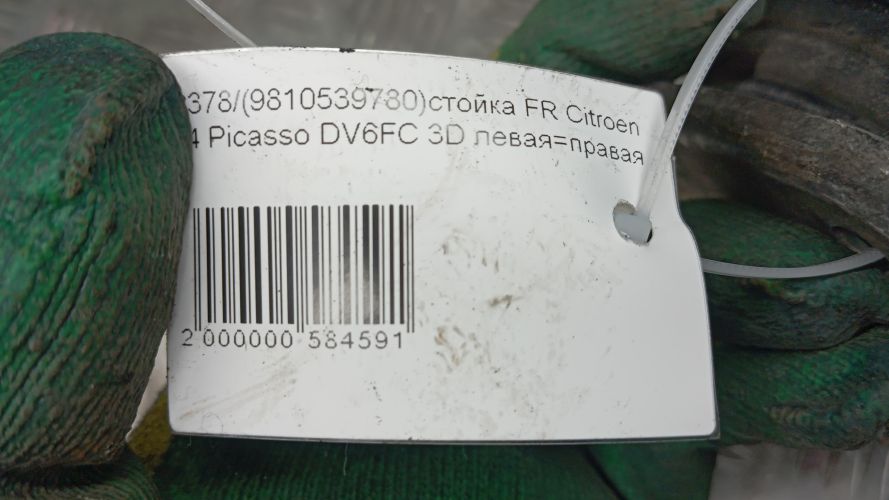 378/(9810539780)стойка FR Citroen
4 Picasso DV6FC 3D левая=правая
2 000000 584591